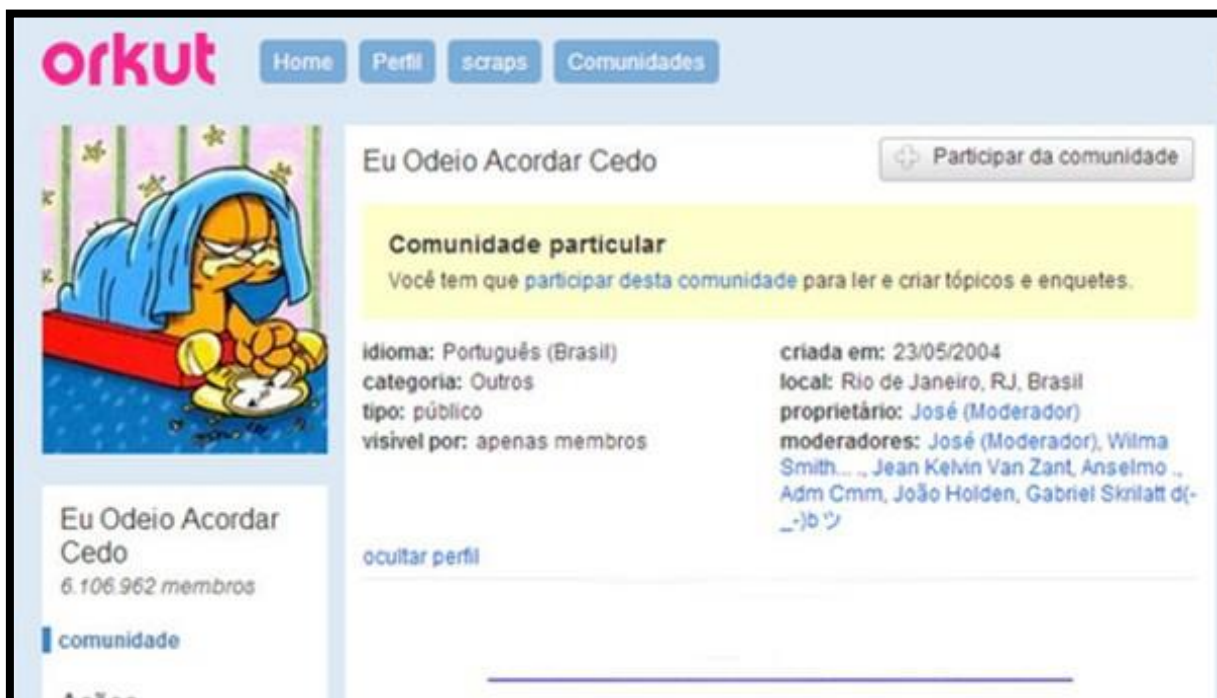 orkut Home Perfil scraps Comunidades
Eu Odeio Acordar Cedo
Participar da comunidade
Comunidade particular
Você tem que participar desta comunidade para ler e criar tópicos e enquetes.
idioma: Português (Brasil)
categoria: Outros
tipo: público
visível por: apenas membros
criada em: 23/05/2004
local: Rio de Janeiro, RJ, Brasil
proprietário: José (Moderador)
moderadores: José (Moderador), Wilma
Smith... ., Jean Kelvin Van Zant, Anselmo .,
Adm Cmm, João Holden, Gabriel Skrilatt d(-
_-)b ツ
ocultar perfil
Eu Odeio Acordar
Cedo
6.106.962 membros
comunidade